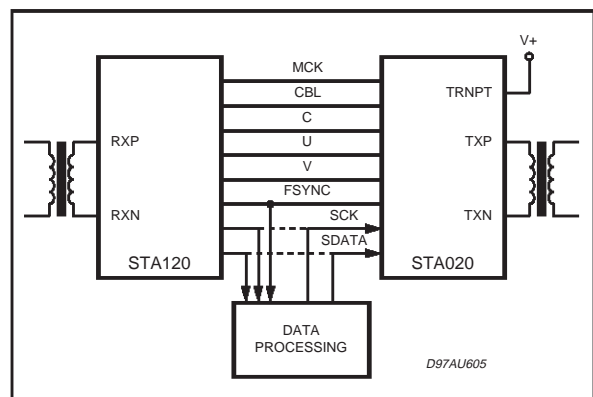 V+
MCK
CBL
TRNPT
C
RXP
U
TXP
V
FSYNC
RXN
SCK
TXN
SDATA
STA120
STA020
DATA
PROCESSING
D97AU605